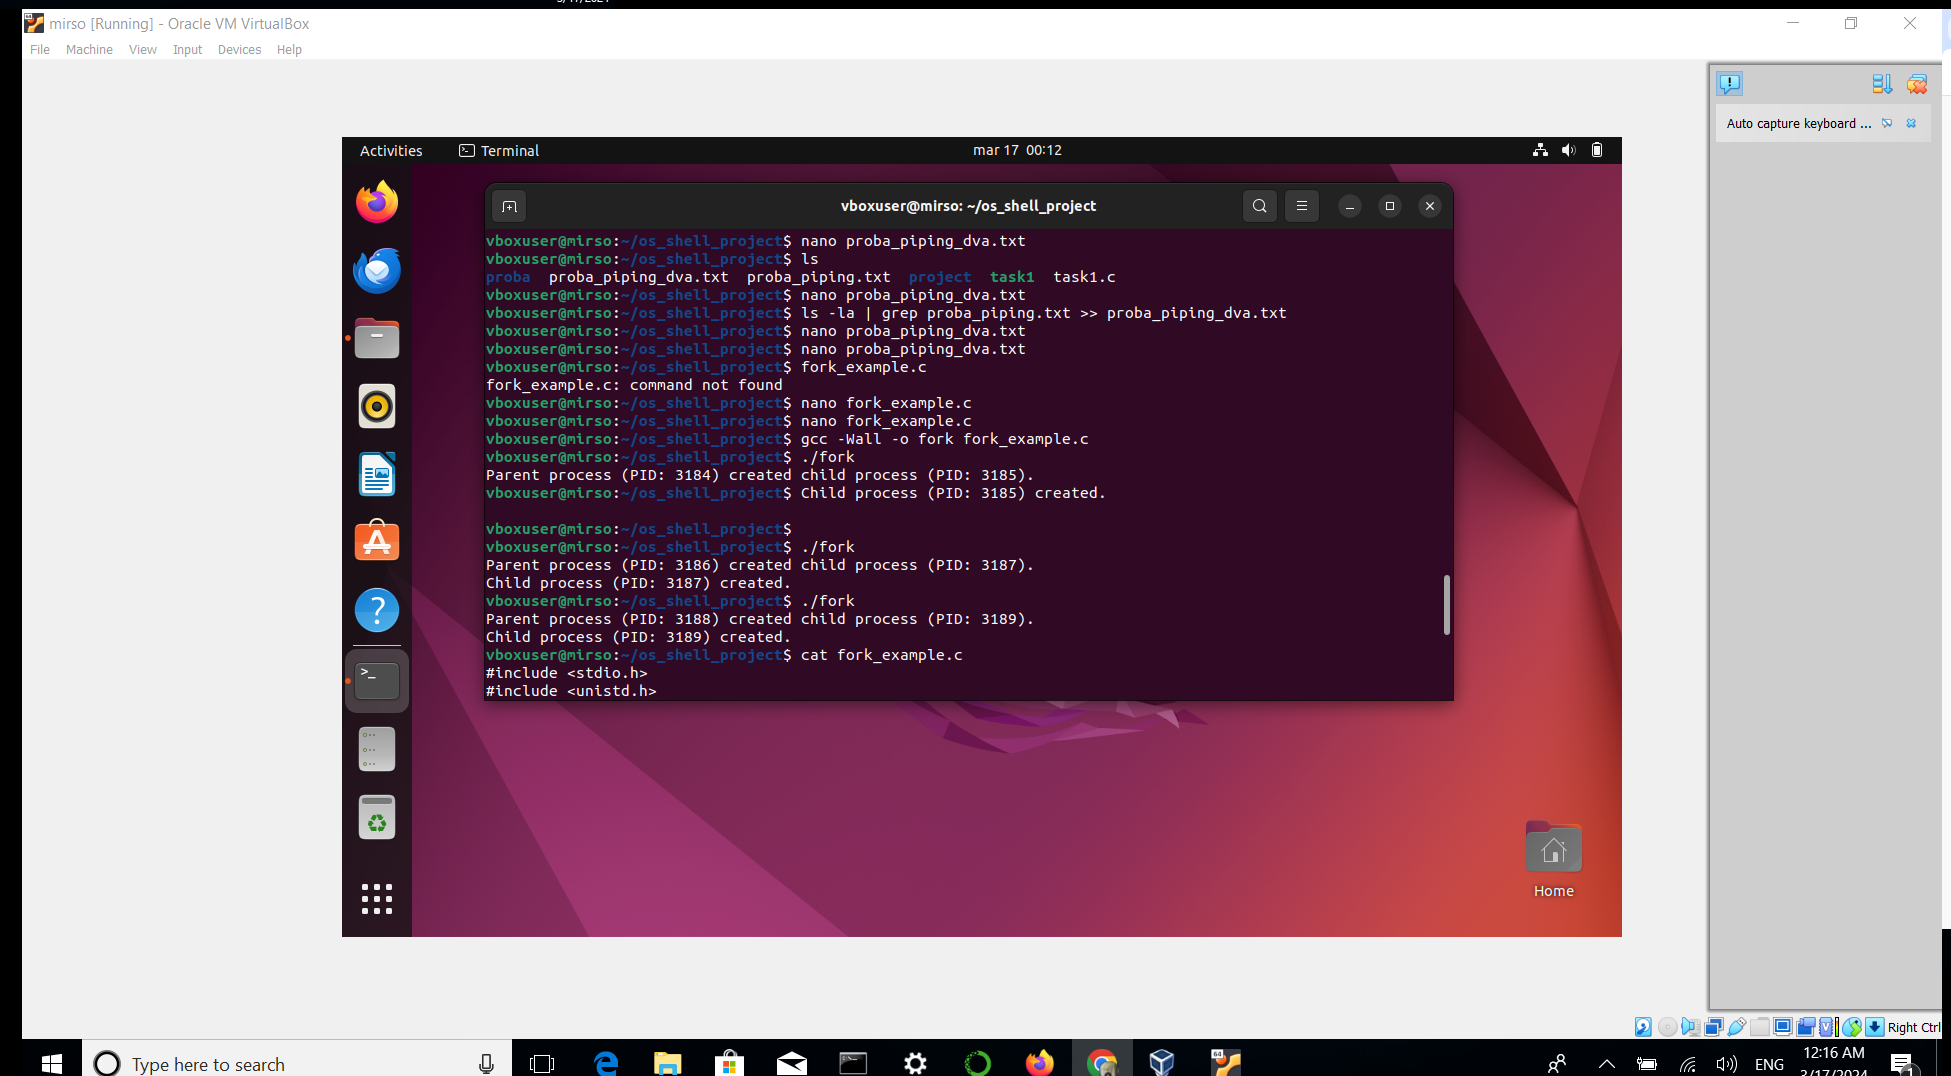 mirso [Running] - Oracle VM VirtualBox
File Machine View Input Devices Help
Auto capture keyboard ...
Activities Terminal mar 17 00:12
vboxuser@mirso: ~/os_shell_project
vboxuser@mirso:~/os_shell_project$ nano proba_piping_dva.txt
vboxuser@mirso:~/os_shell_project$ ls
proba proba_piping_dva.txt proba_piping.txt project task1 task1.c
vboxuser@mirso:~/os_shell_project$ nano proba_piping_dva.txt
vboxuser@mirso:~/os_shell_project$ ls -la | grep proba_piping.txt >> proba_piping_dva.txt
vboxuser@mirso:~/os_shell_project$ nano proba_piping_dva.txt
vboxuser@mirso:~/os_shell_project$ nano proba_piping_dva.txt
vboxuser@mirso:~/os_shell_project$ fork_example.c
fork_example.c: command not found
vboxuser@mirso:~/os_shell_project$ nano fork_example.c
vboxuser@mirso:~/os_shell_project$ nano fork_example.c
vboxuser@mirso:~/os_shell_project$ gcc -Wall -o fork fork_example.c
vboxuser@mirso:~/os_shell_project$ ./fork
Parent process (PID: 3184) created child process (PID: 3185).
vboxuser@mirso:~/os_shell_project$ Child process (PID: 3185) created.
vboxuser@mirso:~/os_shell_project$
vboxuser@mirso:~/os_shell_project$ ./fork
Parent process (PID: 3186) created child process (PID: 3187).
Child process (PID: 3187) created.
vboxuser@mirso:~/os_shell_project$ ./fork
Parent process (PID: 3188) created child process (PID: 3189).
Child process (PID: 3189) created.
vboxuser@mirso:~/os_shell_project$ cat fork_example.c
#include <stdio.h>
#include <unistd.h>
Home
Right Ctrl
Type here to search
ENG
12:16 AM
3/17/2024